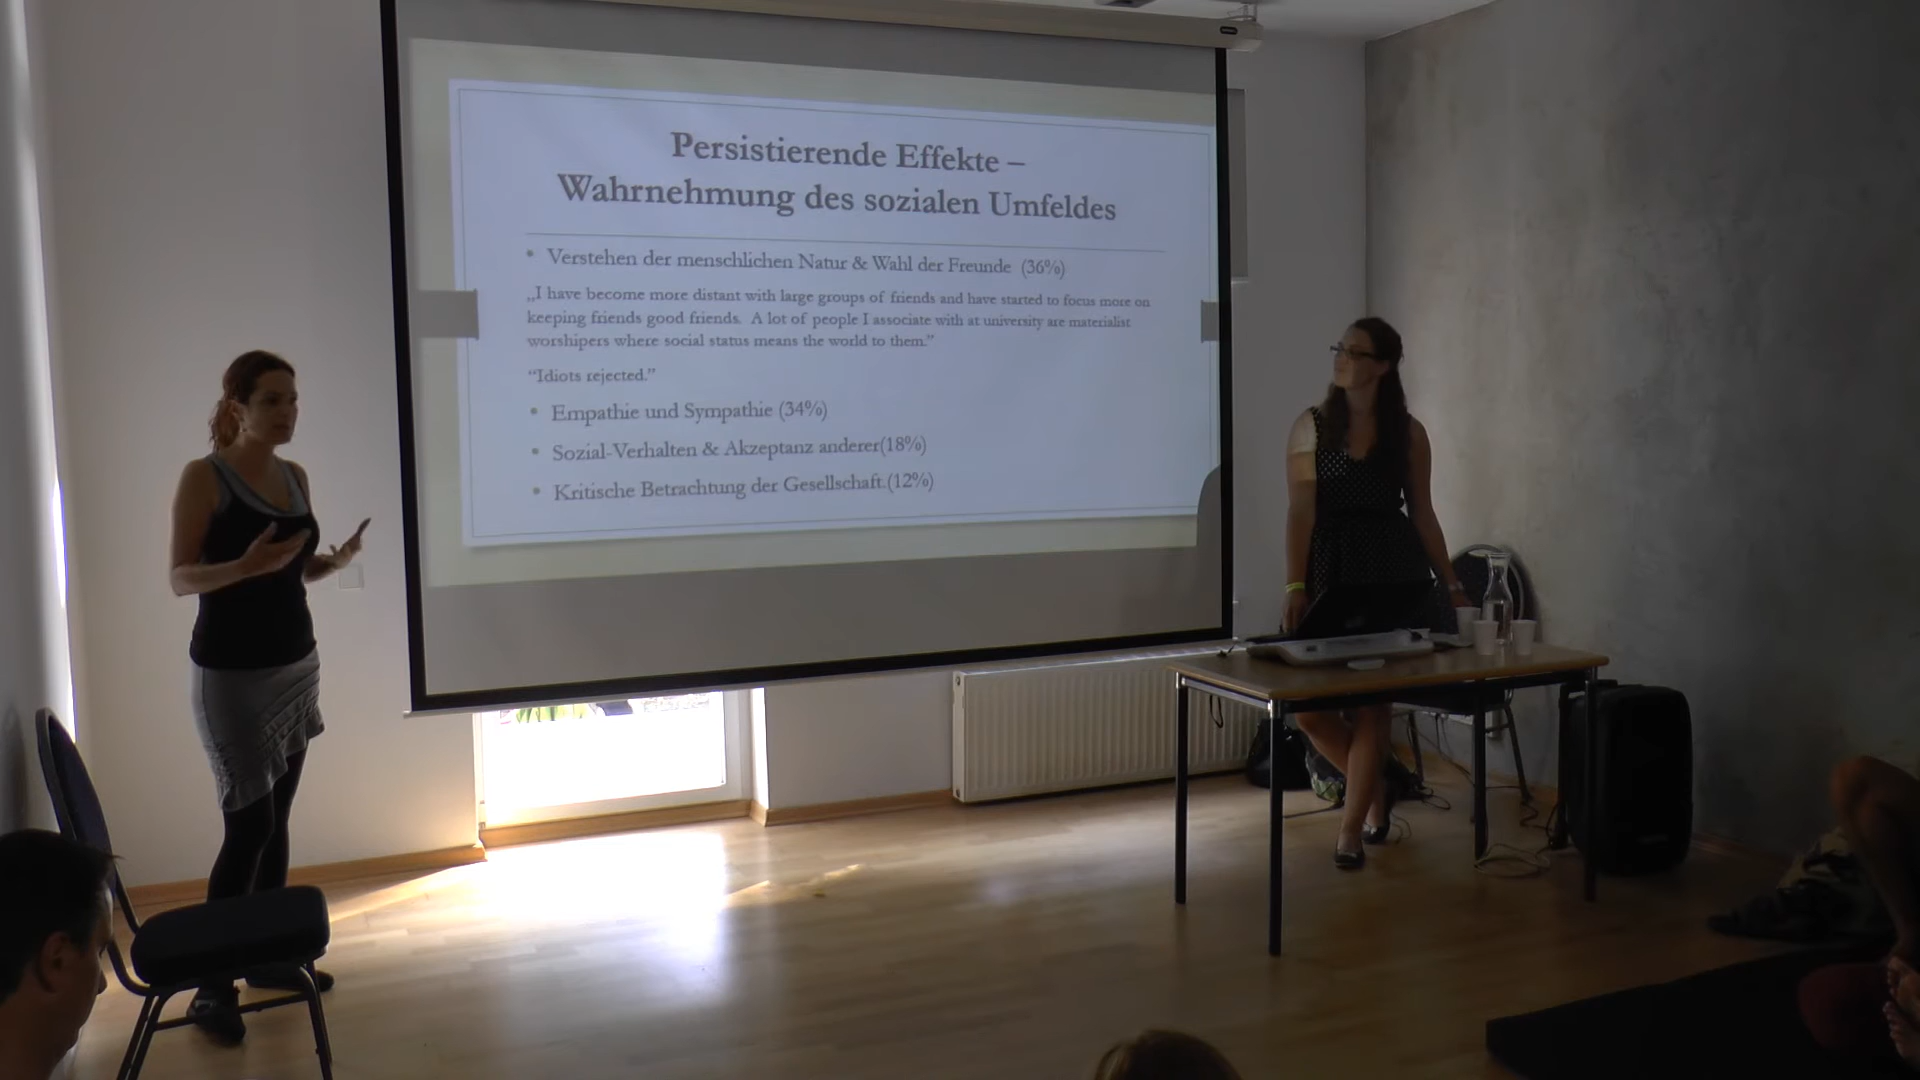 Persistierende Effekte –
Wahrnehmung des sozialen Umfeldes
• Verstehen der menschlichen Natur & Wahl der Freunde (36%)
„I have become more distant with large groups of friends and have started to focus more on
keeping friends good friends. A lot of people I associate with at university are materialist
worshipers where social status means the world to them.”
“Idiots rejected.”
• Empathie und Sympathie (34%)
• Sozial-Verhalten & Akzeptanz anderer(18%)
• Kritische Betrachtung der Gesellschaft.(12%)